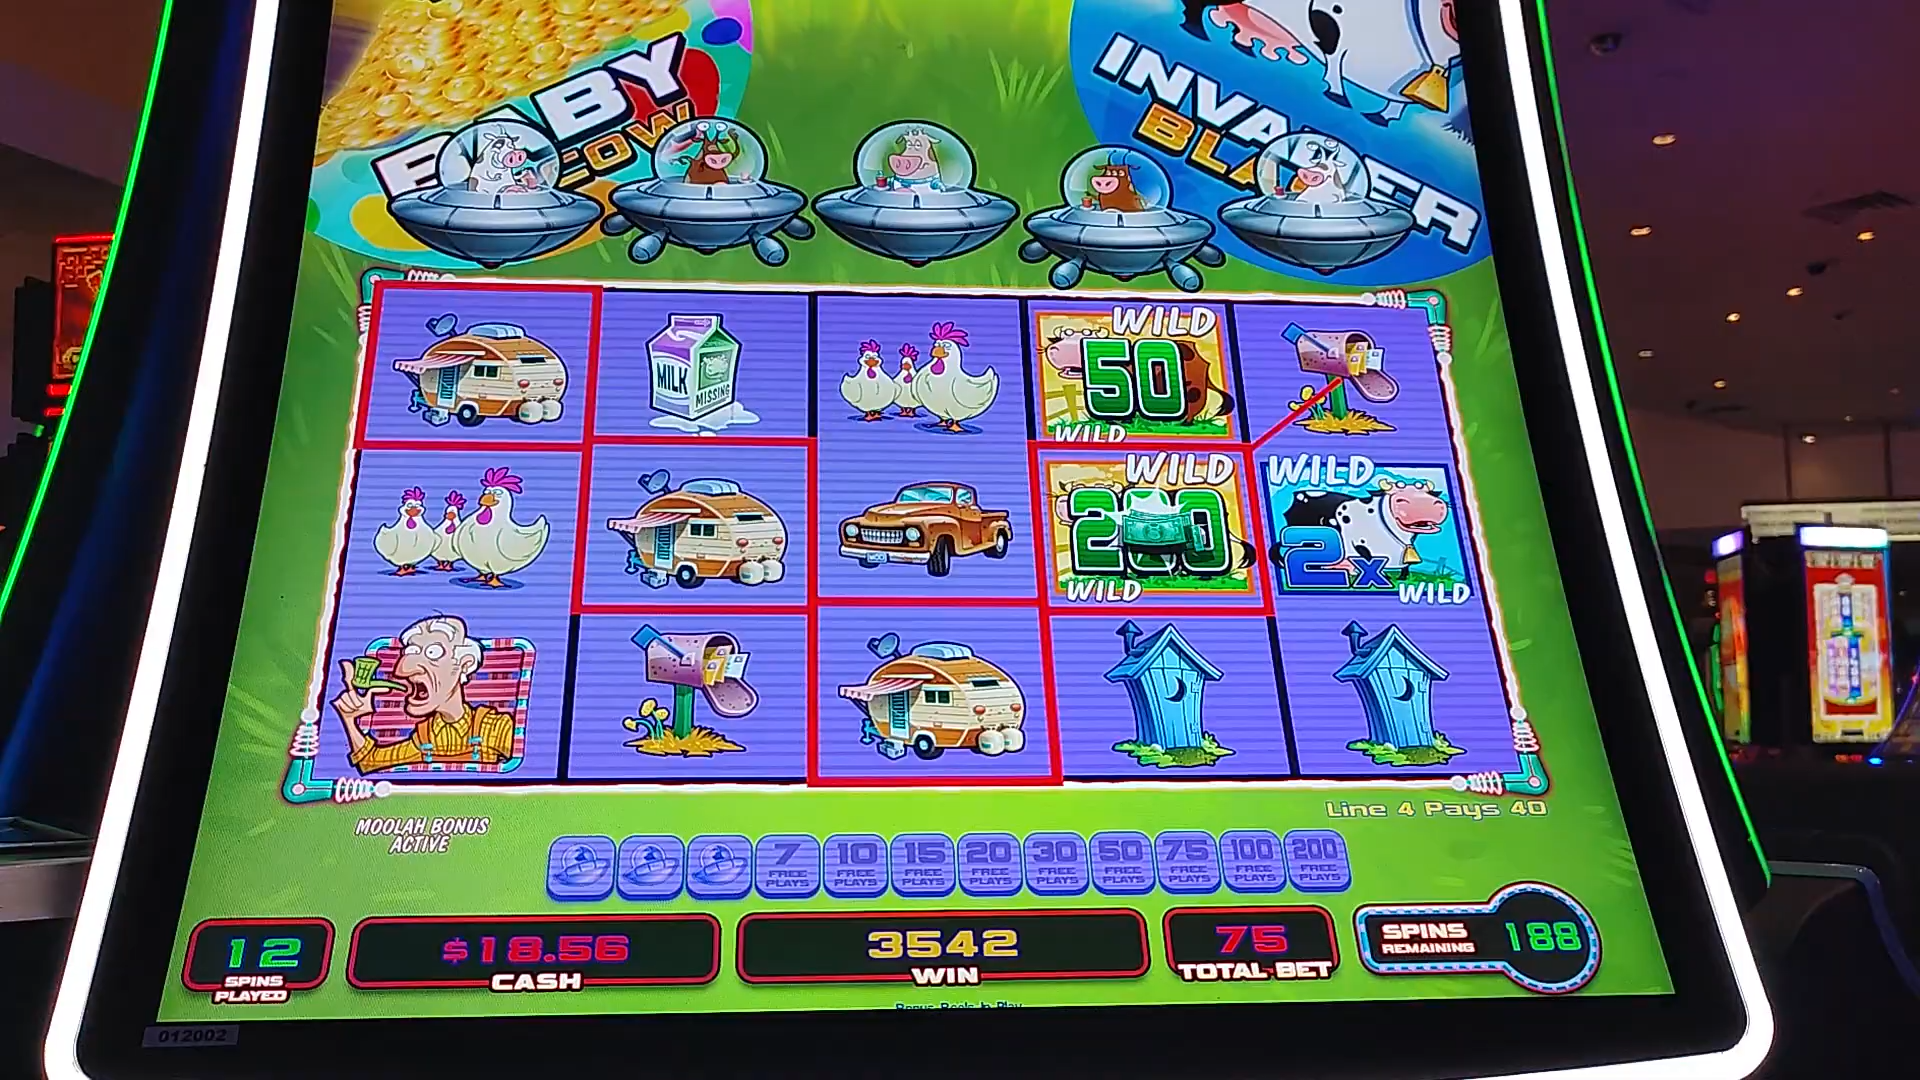 BABY
COW
INVADER
WILD
50
WILD
MILK
MISSING
WILD
200
WILD
WILD
2x
WILD
MOO
Line 4 Pays 40
MOOLAH BONUS
ACTIVE
7 FREE PLAYS
10 FREE PLAYS
15 FREE PLAYS
20 FREE PLAYS
30 FREE PLAYS
50 FREE PLAYS
75 FREE PLAYS
100 FREE PLAYS
200 FREE PLAYS
12
SPINS
PLAYED
$18.56
CASH
3542
WIN
75
TOTAL BET
SPINS
REMAINING
188
012002